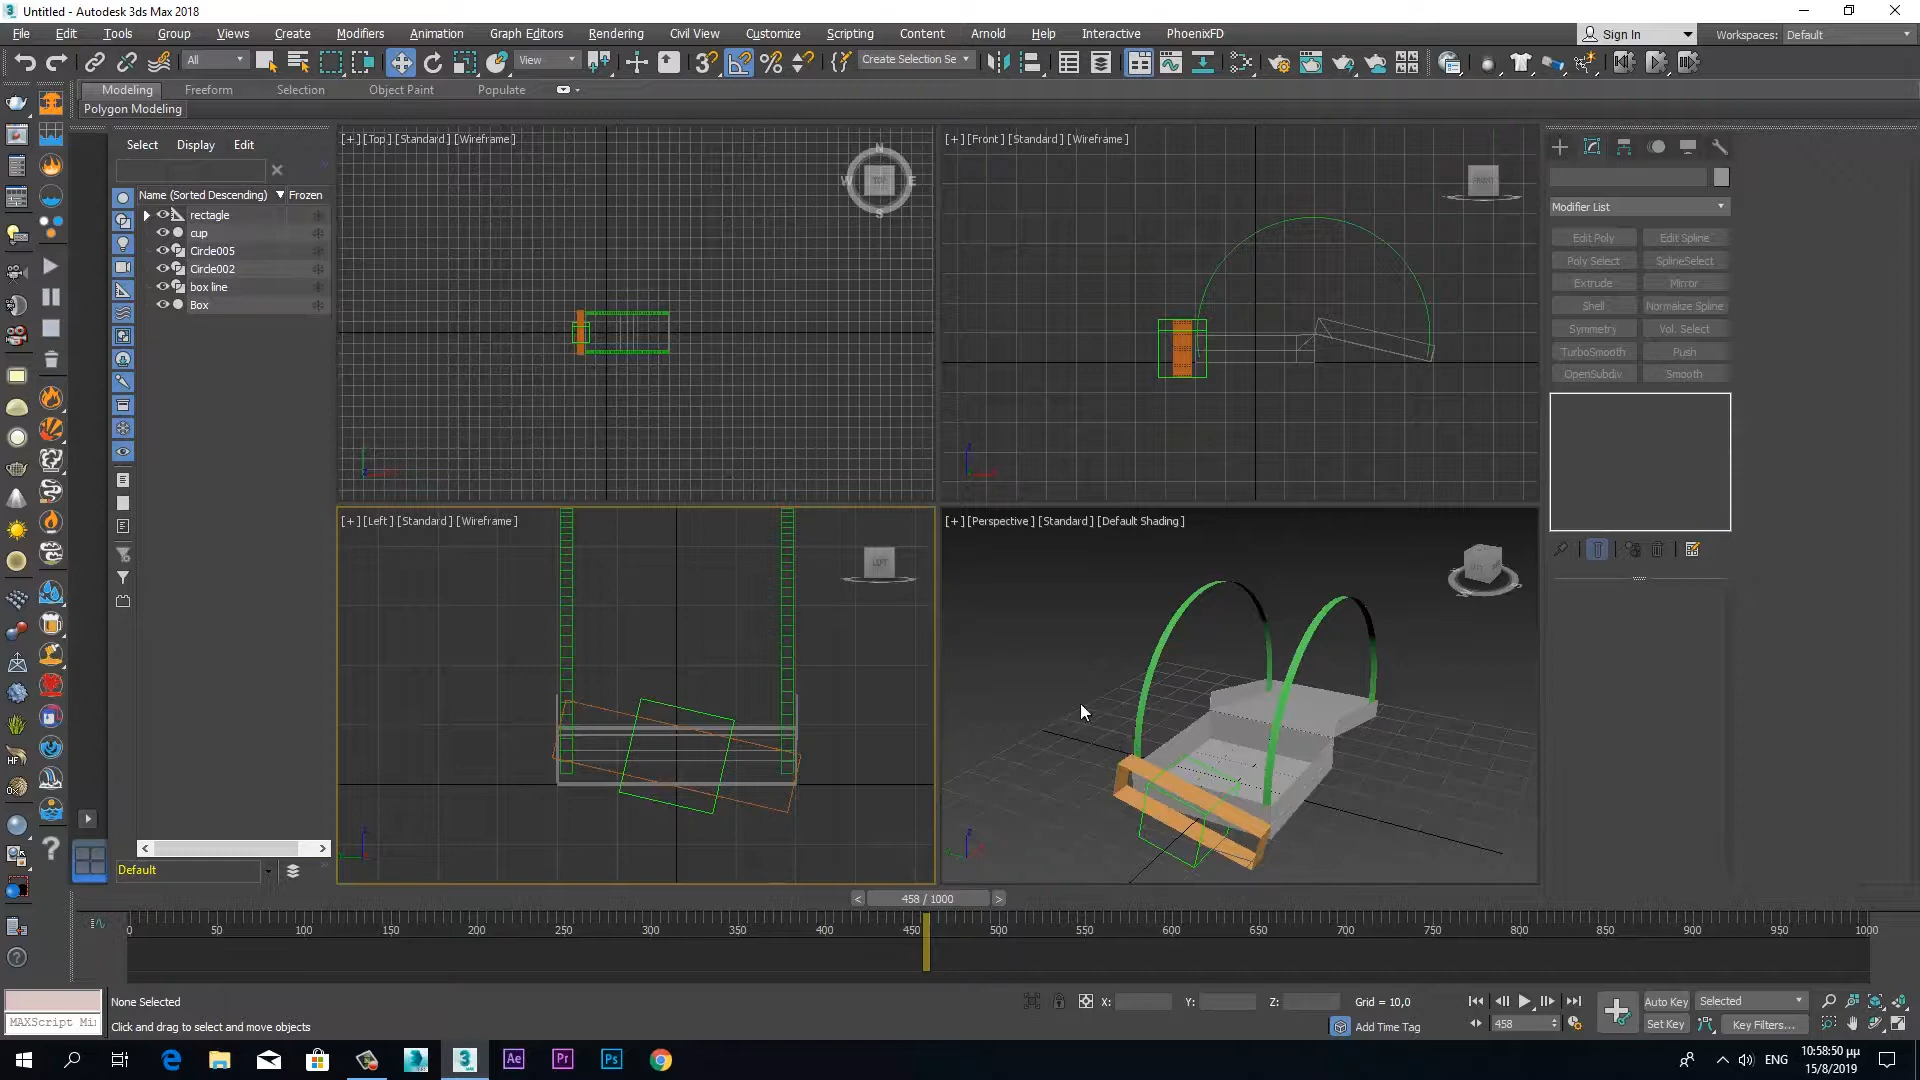 Untitled - Autodesk 3ds Max 2018
File Edit Tools Group Views Create Modifiers Animation Graph Editors Rendering Civil View Customize Scripting Content Arnold Help Interactive PhoenixFD
Sign In
Workspaces: Default
All
View
Create Selection Se
Modeling Freeform Selection Object Paint Populate
Polygon Modeling
Select Display Edit
Name (Sorted Descending) Frozen
rectagle
cup
Circle005
Circle002
box line
Box
Default
[+] [Top] [Standard] [Wireframe]
N
W
TOP
E
S
[+] [Front] [Standard] [Wireframe]
FRONT
[+] [Left] [Standard] [Wireframe]
LEFT
[+] [Perspective] [Standard] [Default Shading]
Modifier List
Edit Poly Edit Spline
Poly Select SplineSelect
Extrude Mirror
Shell Normalize Spline
Symmetry Vol. Select
TurboSmooth Push
OpenSubdiv Smooth
< 458 / 1000 >
0 50 100 150 200 250 300 350 400 450 500 550 600 650 700 750 800 850 900 950 1000
None Selected
X: Y: Z: Grid = 10,0
Auto Key Selected
MAXScript Mi
Click and drag to select and move objects
Add Time Tag
458
Set Key Key Filters...
ENG
10:58:50 μμ
15/8/2019
Ae Pr Ps